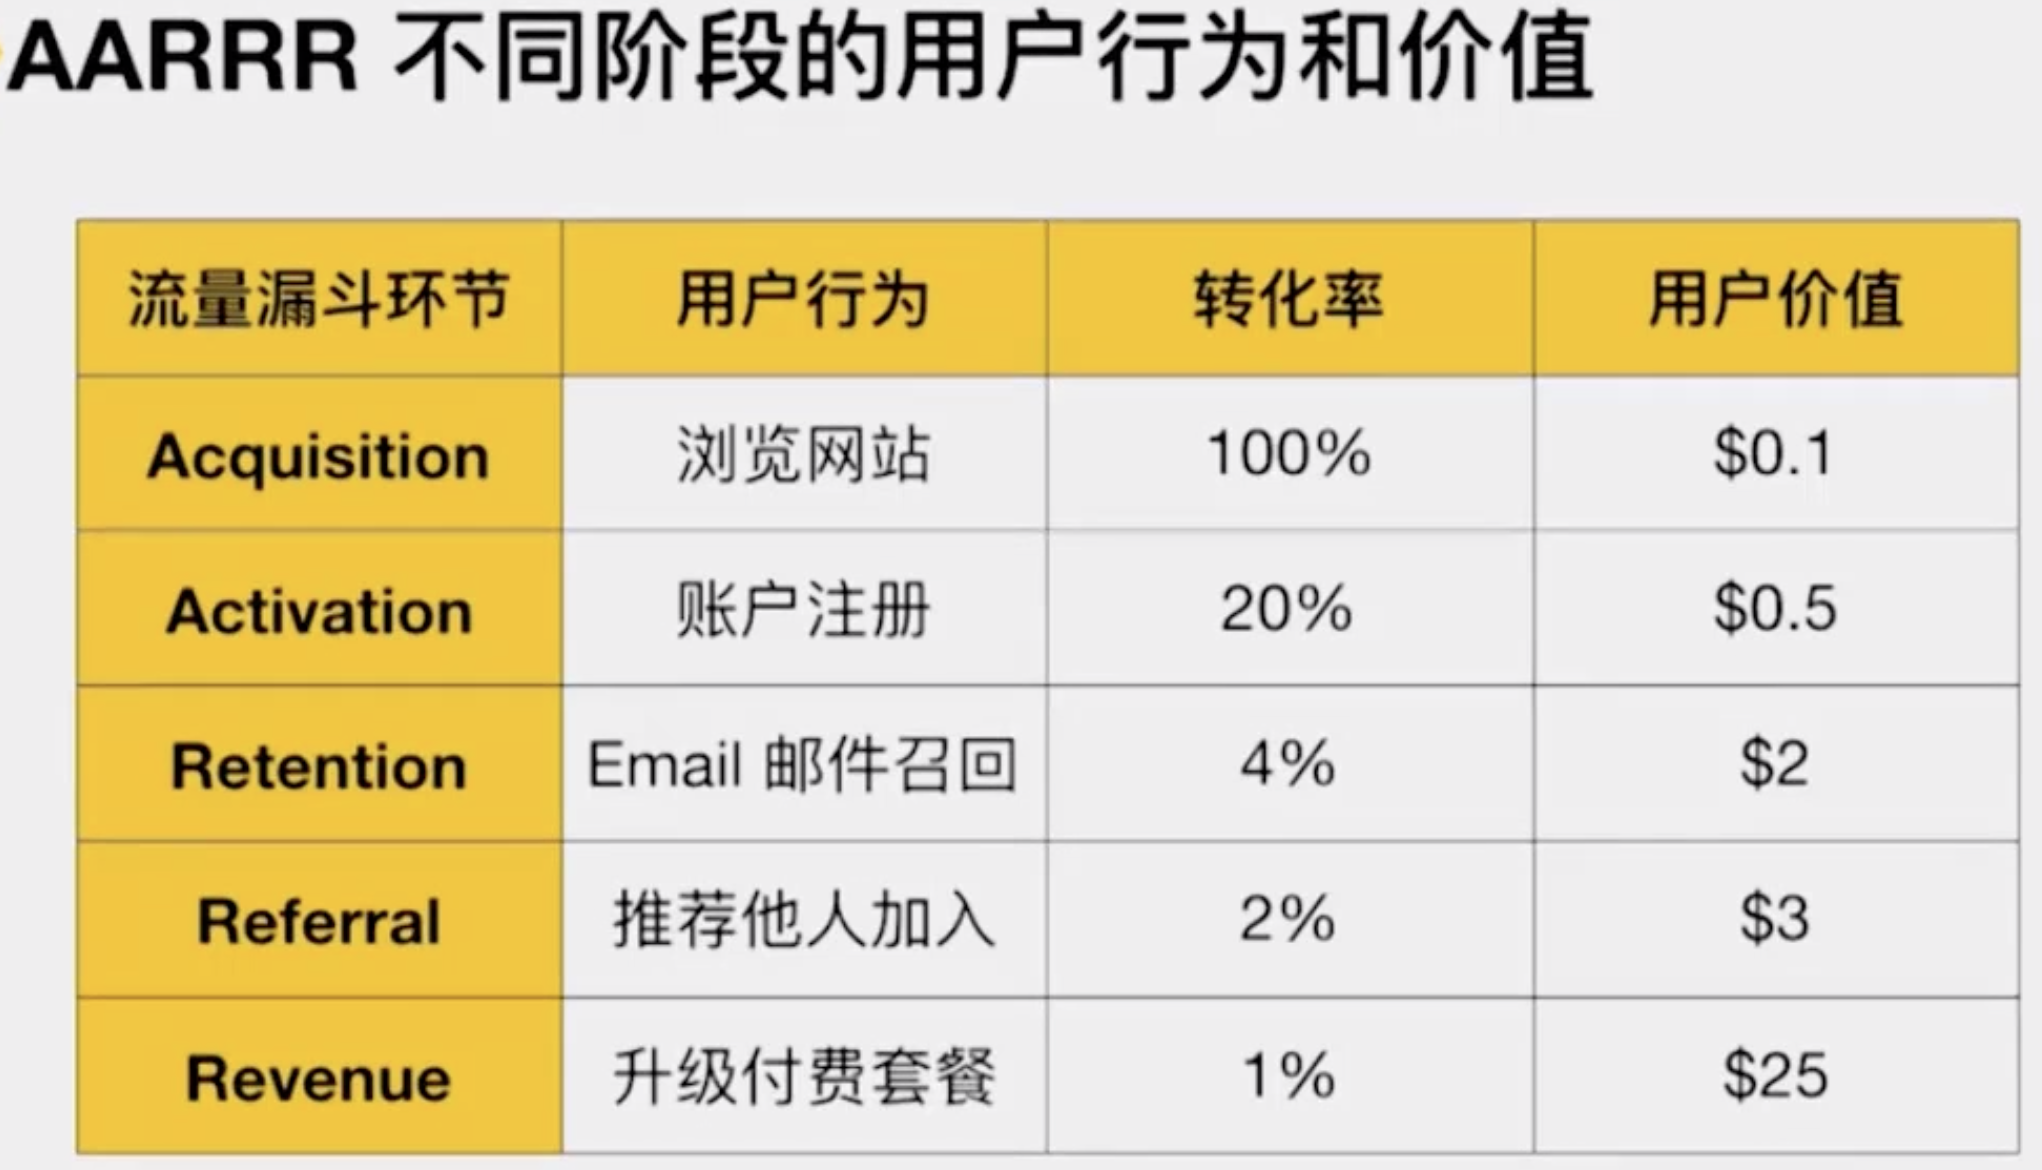 AARRR 不同阶段的用户行为和价值
流量漏斗环节 用户行为 转化率 用户价值
Acquisition 浏览网站 100% $0.1
Activation 账户注册 20% $0.5
Retention Email 邮件召回 4% $2
Referral 推荐他人加入 2% $3
Revenue 升级付费套餐 1% $25